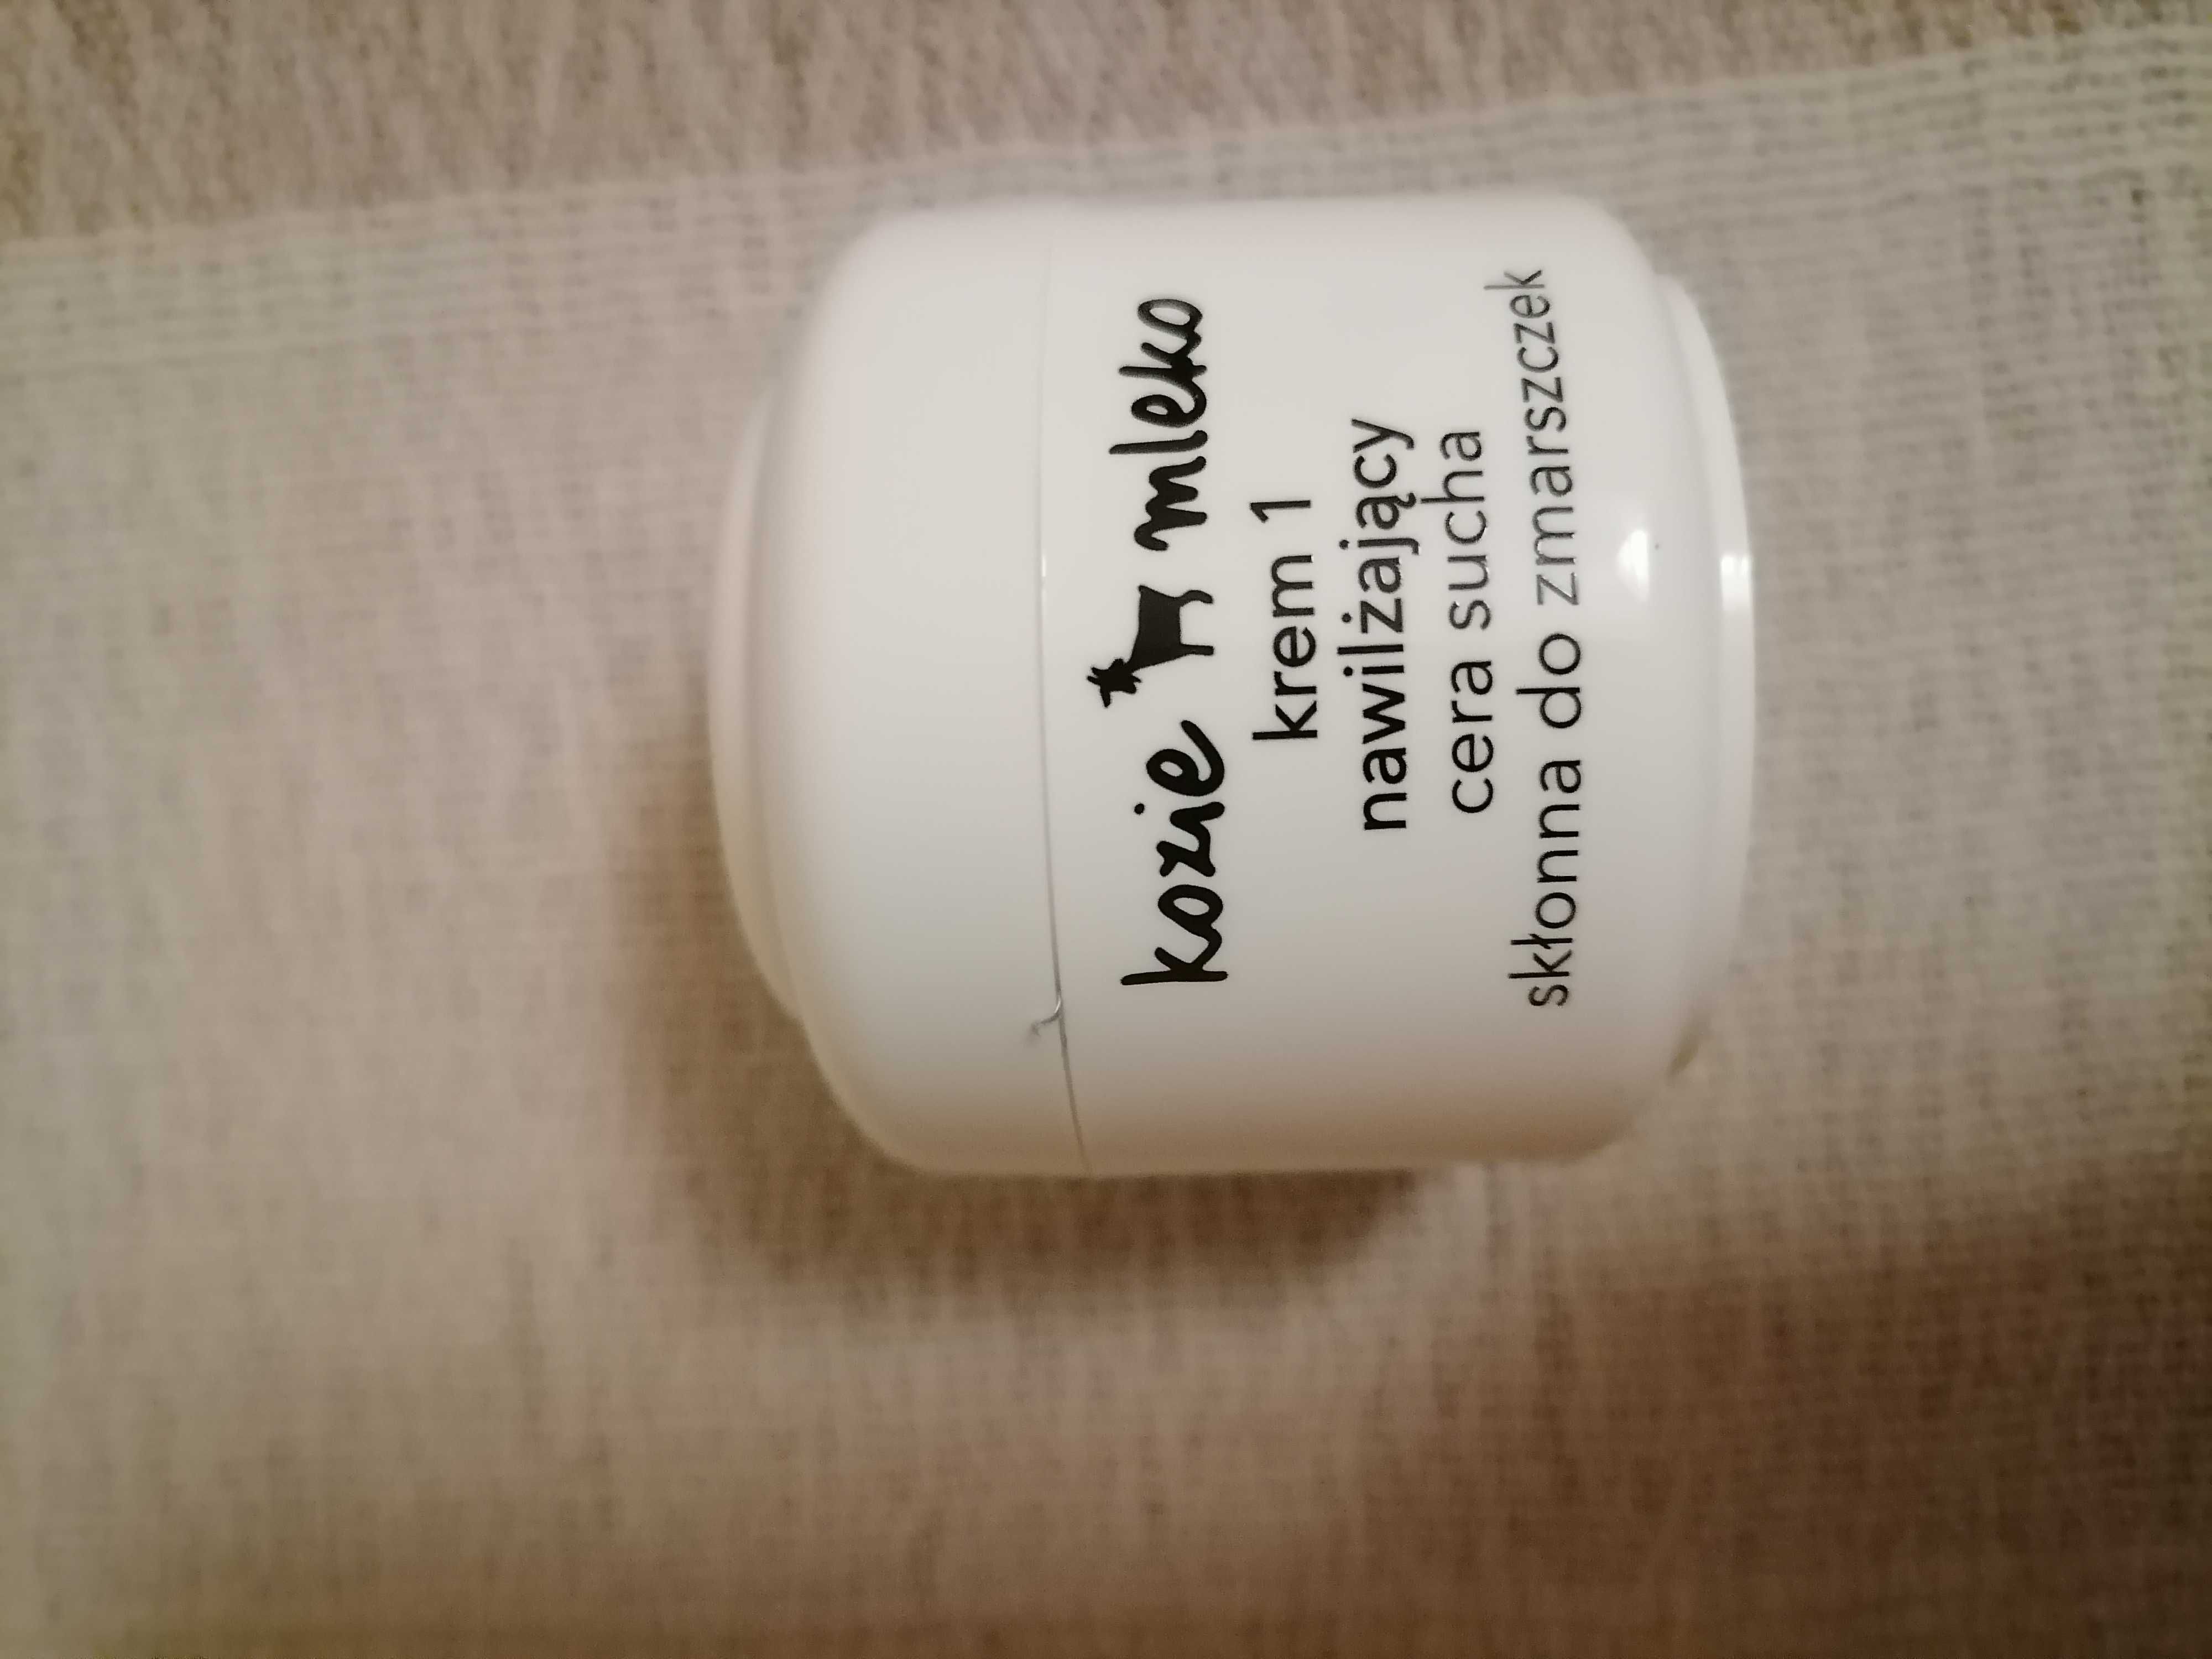 kozie mleko
krem 1
nawilżający
cera sucha
skłonna do zmarszczek